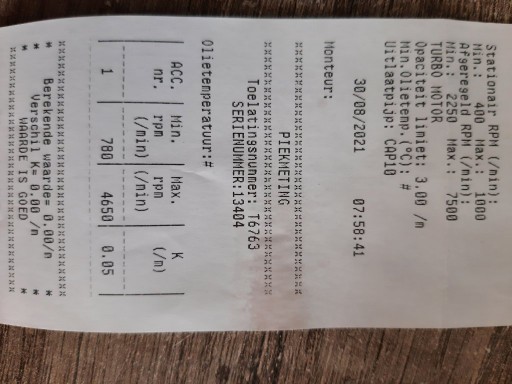 Stationair RPM (/min):
Min.: 400 Max.: 1000
Afgeregeld RPM (/min):
Min.: 2250 Max.: 7500
TURBO MOTOR
Opaciteit limiet: 3.00 /m
Min.Olietemp.(°C): #
Uitlaatpijp: CAP10
30/08/2021 07:58:41
Monteur:
PIEKMETING
Toelatingsnummer: T6763
SERIENUMMER:13404
Olietemperatuur:#
ACC. Min. Max. K
nr. rpm rpm
(/min) (/min) (/m)
1 780 4650 0.05
* Berekende waarde= 0.00/m *
* Verschil K= 0.00 /m *
* WAARDE IS GOED *